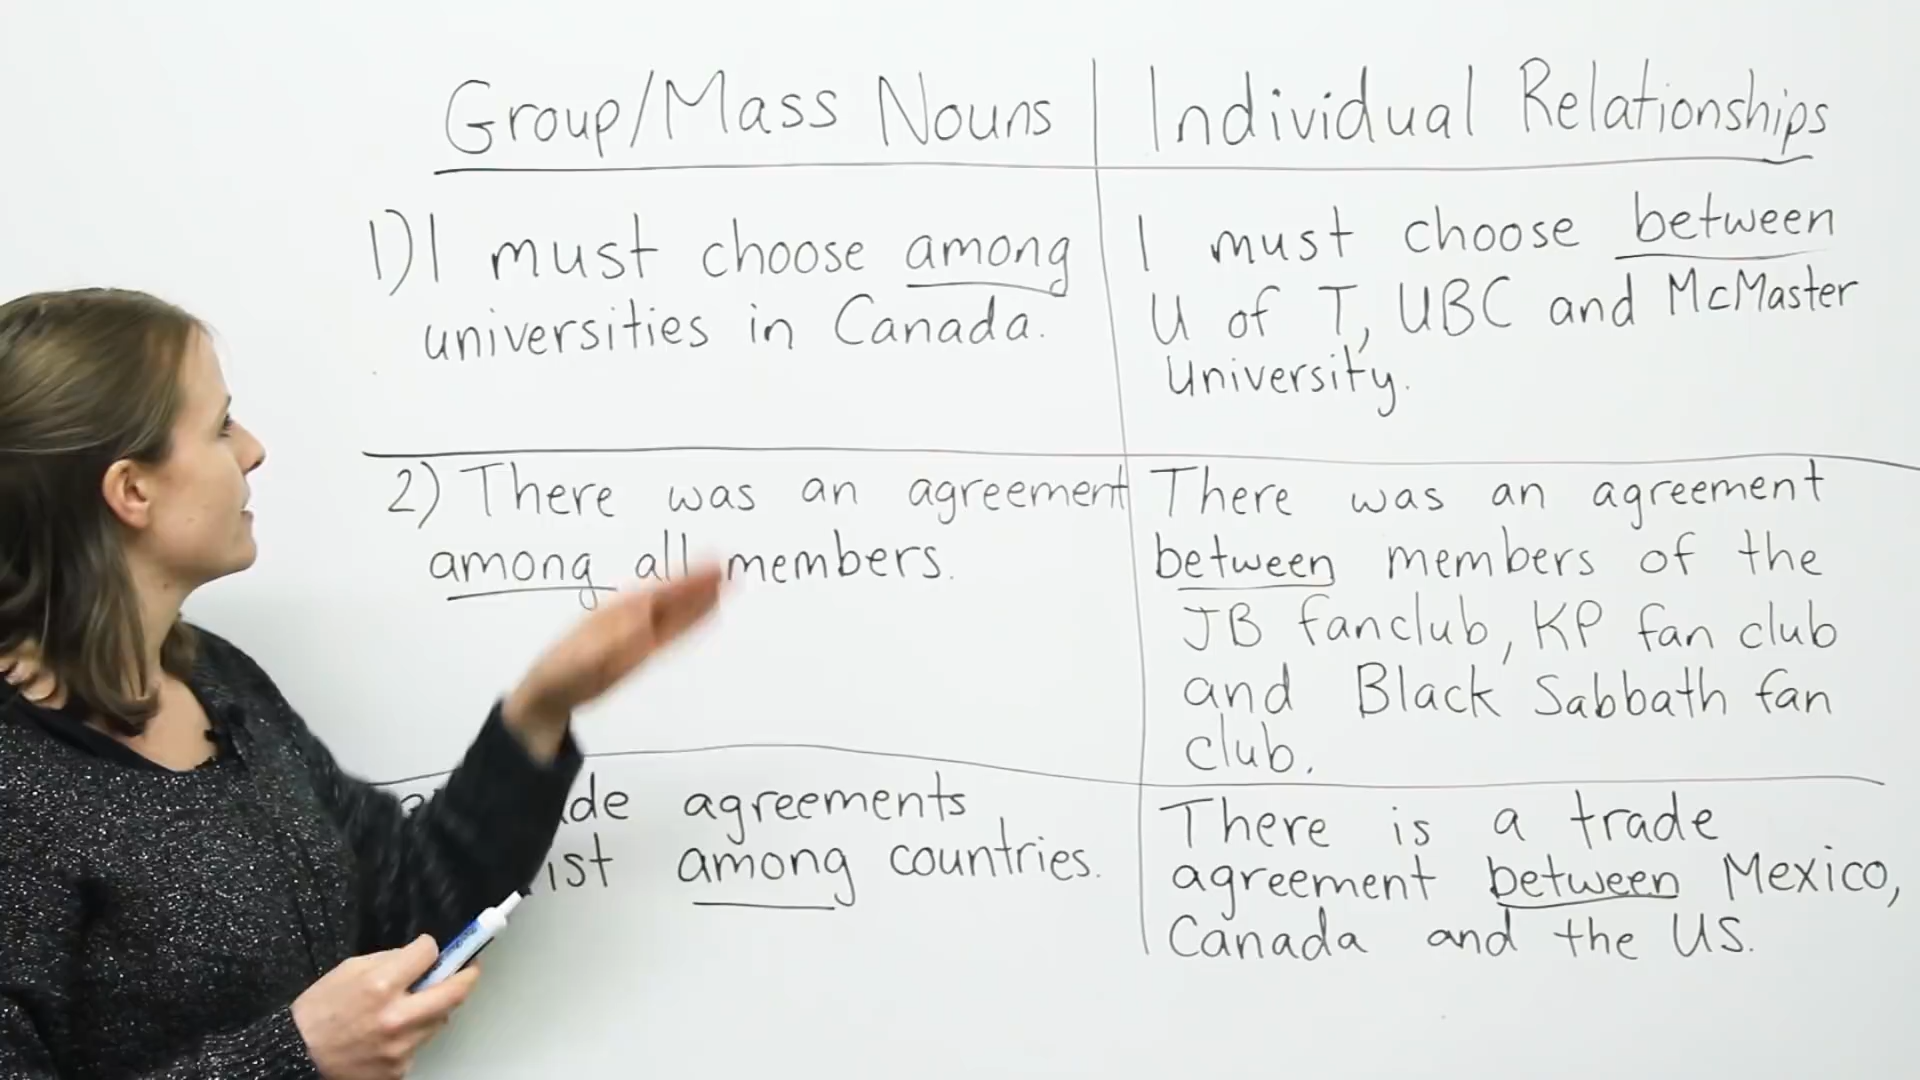 Group/Mass Nouns
Individual Relationships
1) I must choose among
universities in Canada.
I must choose between
U of T, UBC and McMaster
University.
2) There was an agreement
among all members.
There was an agreement
between members of the
JB fanclub, KP fan club
and Black Sabbath fan
club.
agreements
among countries.
There is a trade
agreement between Mexico,
Canada and the US.